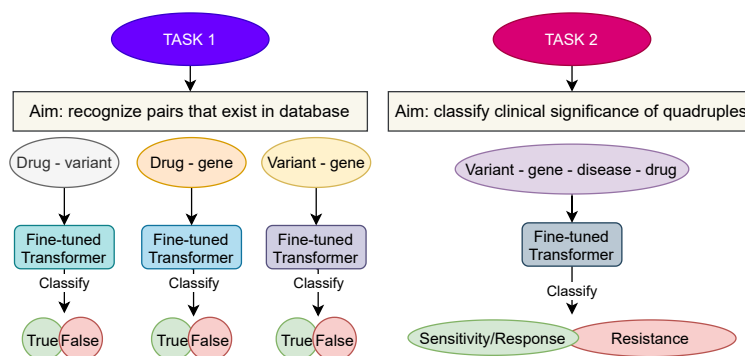 TASK 1
Aim: recognize pairs that exist in database
Drug - variant
Drug - gene
Variant - gene
Fine-tuned
Transformer
Fine-tuned
Transformer
Fine-tuned
Transformer
Classify
Classify
Classify
True False
True False
True False
TASK 2
Aim: classify clinical significance of quadruples
Variant - gene - disease - drug
Fine-tuned
Transformer
Classify
Sensitivity/Response
Resistance